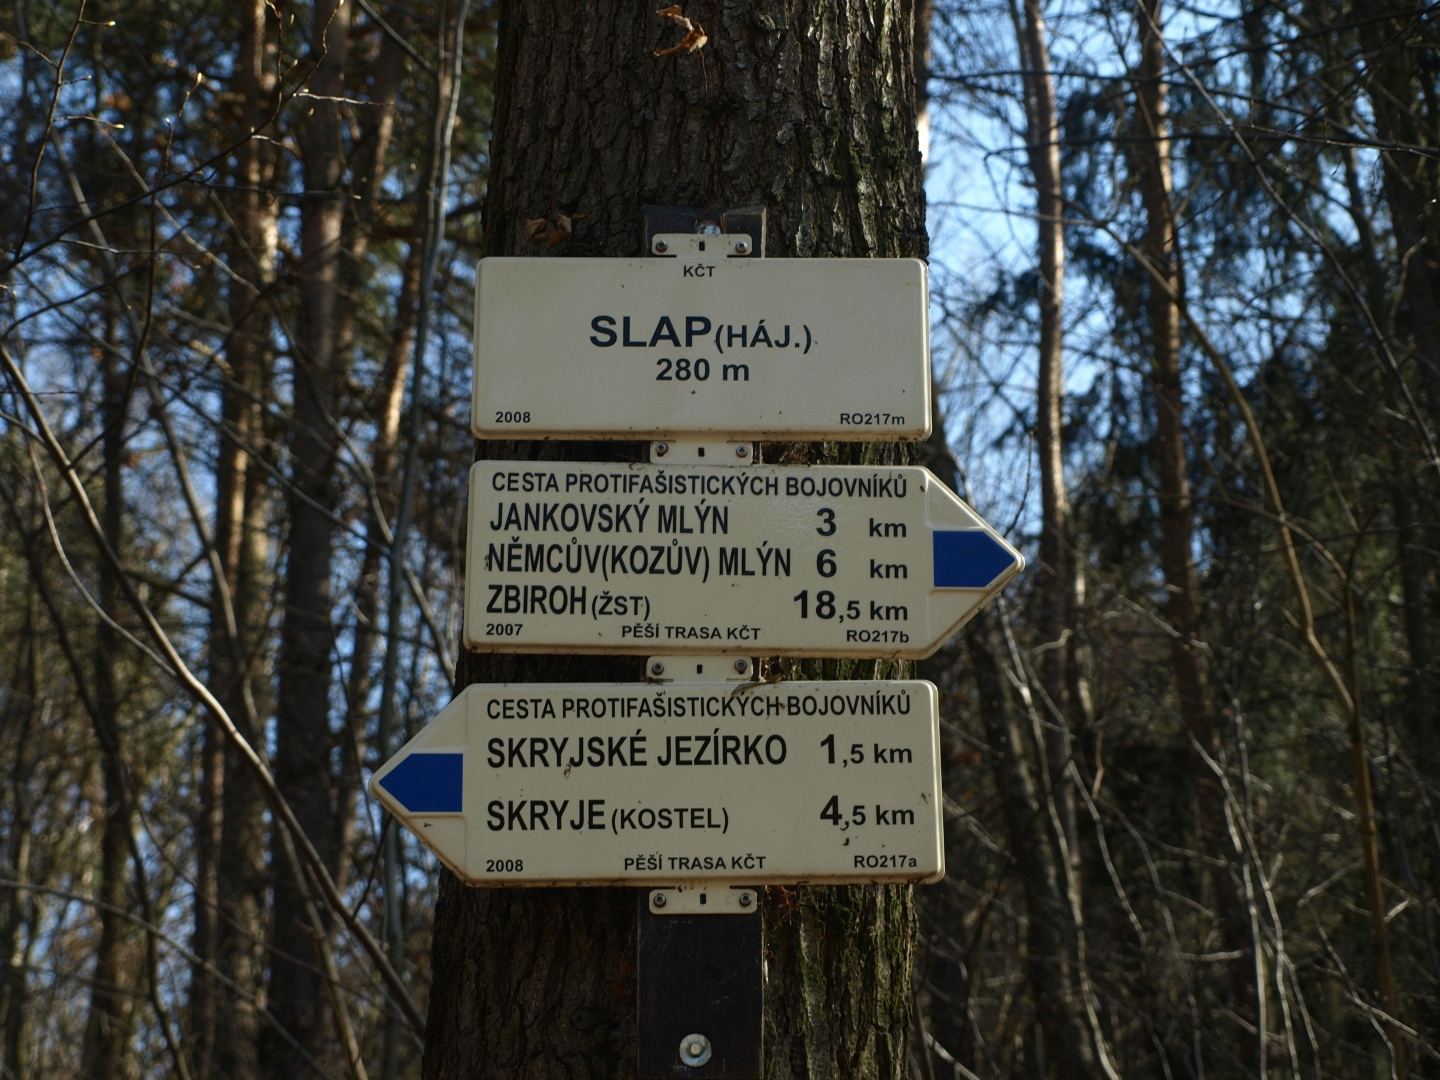 KČT
SLAP (HÁJ.)
280 m
2008 RO217m
CESTA PROTIFAŠISTICKÝCH BOJOVNÍKŮ
JANKOVSKÝ MLÝN 3 km
NĚMCŮV(KOZŮV) MLÝN 6 km
ZBIROH (ŽST) 18,5 km
2007 PĚŠÍ TRASA KČT RO217b
CESTA PROTIFAŠISTICKÝCH BOJOVNÍKŮ
SKRYJSKÉ JEZÍRKO 1,5 km
SKRYJE (KOSTEL) 4,5 km
2008 PĚŠÍ TRASA KČT RO217a